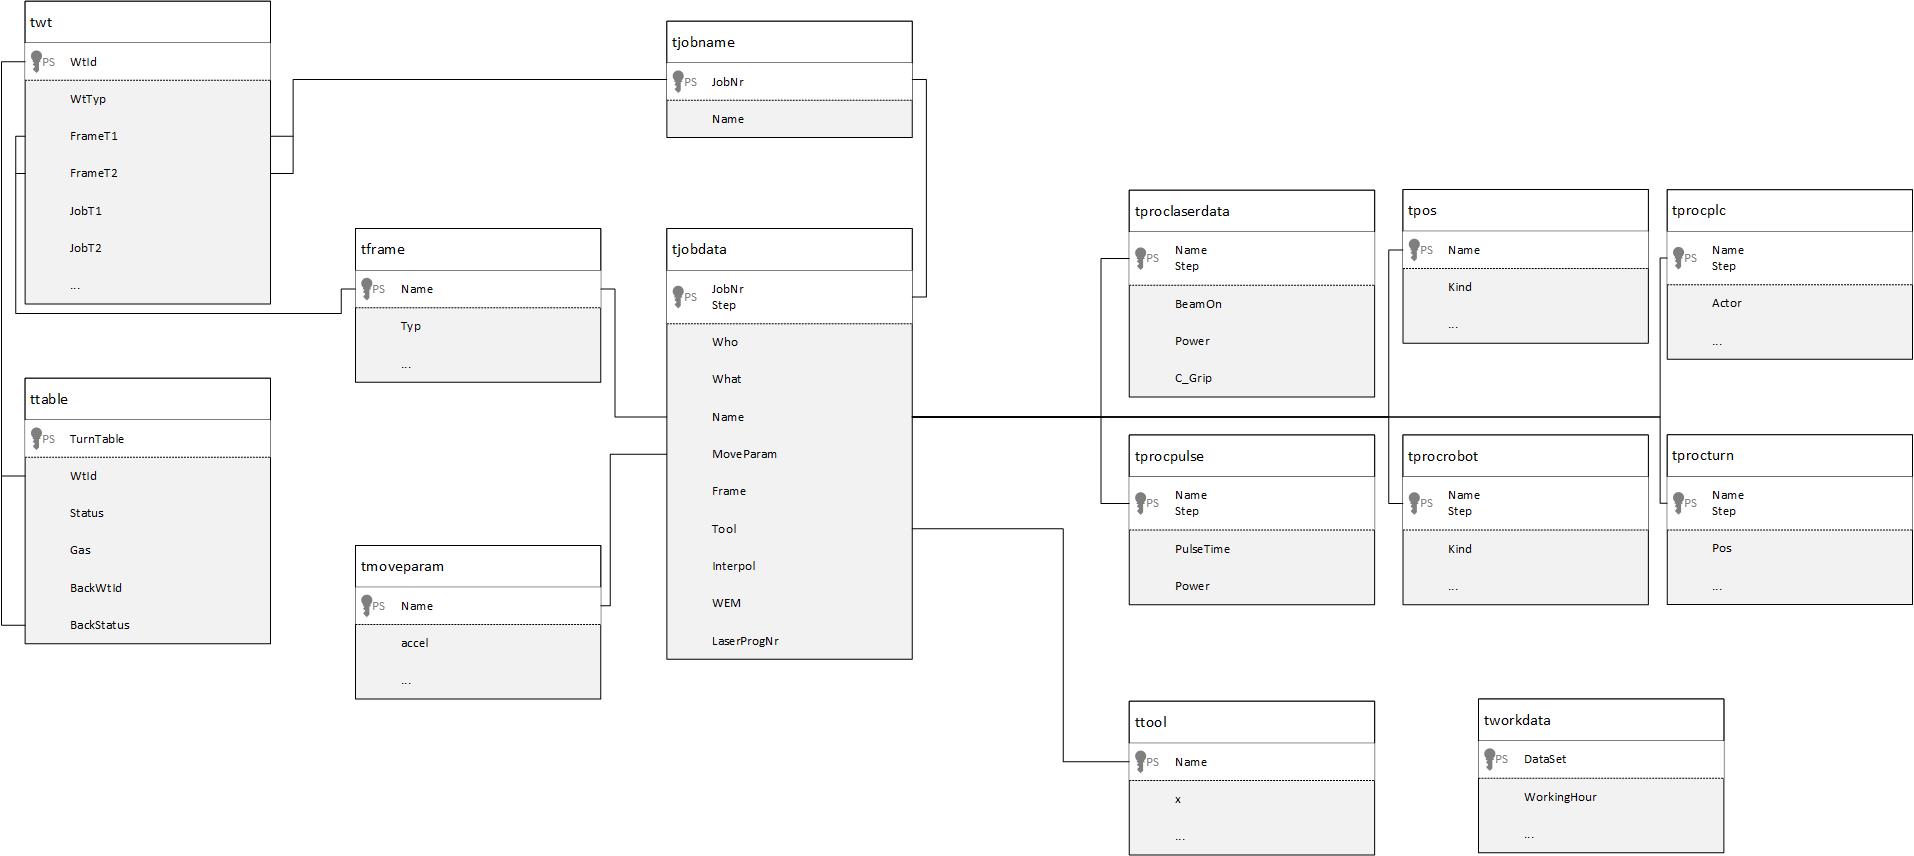 twt
PS WtId
WtTyp
FrameT1
FrameT2
JobT1
JobT2
...
ttable
PS TurnTable
WtId
Status
Gas
BackWtId
BackStatus
tframe
PS Name
Typ
...
tmoveparam
PS Name
accel
...
tjobname
PS JobNr
Name
tjobdata
PS JobNr
Step
Who
What
Name
MoveParam
Frame
Tool
Interpol
WEM
LaserProgNr
tproclaserdata
PS Name
Step
BeamOn
Power
C_Grip
tpos
PS Name
Kind
...
tprocplc
PS Name
Step
Actor
...
tprocpulse
PS Name
Step
PulseTime
Power
tprocrobot
PS Name
Step
Kind
...
tprocturn
PS Name
Step
Pos
...
ttool
PS Name
x
...
tworkdata
PS DataSet
WorkingHour
...